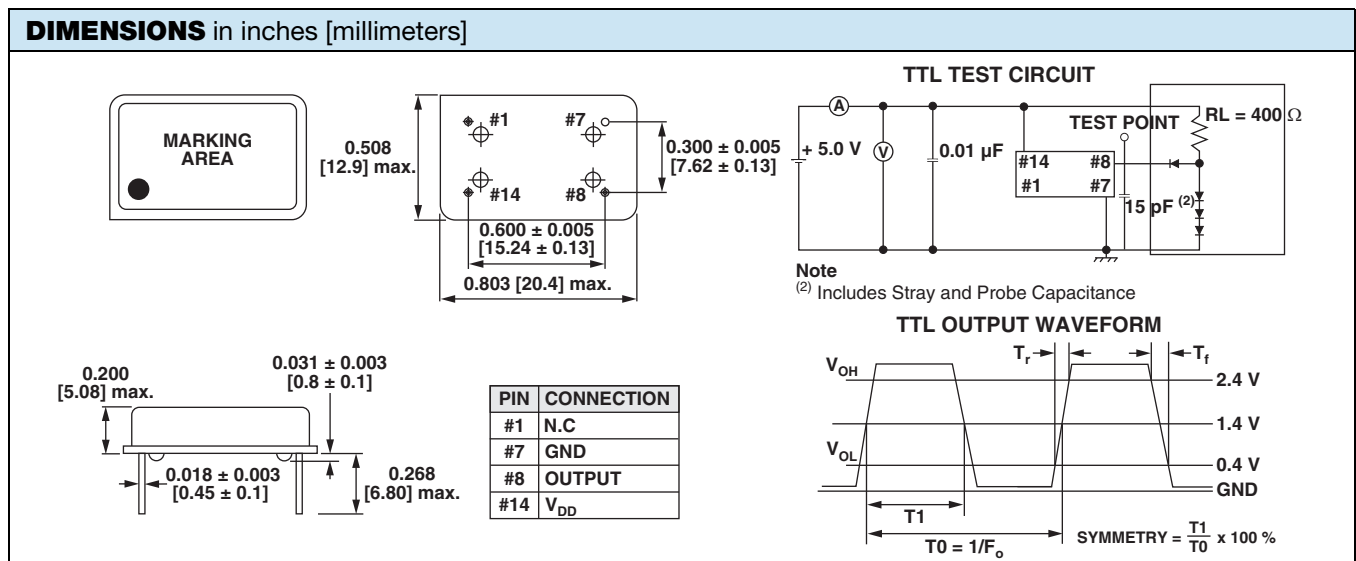 DIMENSIONS in inches [millimeters]
MARKING
AREA
0.508
[12.9] max.
#1
#7
#14
#8
0.300 ± 0.005
[7.62 ± 0.13]
0.600 ± 0.005
[15.24 ± 0.13]
0.803 [20.4] max.
TTL TEST CIRCUIT
A
+ 5.0 V
V
0.01 µF
TEST POINT
RL = 400 Ω
#14 #8
#1 #7
15 pF (2)
Note
(2) Includes Stray and Probe Capacitance
0.200
[5.08] max.
0.031 ± 0.003
[0.8 ± 0.1]
0.018 ± 0.003
[0.45 ± 0.1]
0.268
[6.80] max.
PIN CONNECTION
#1 N.C
#7 GND
#8 OUTPUT
#14 VDD
TTL OUTPUT WAVEFORM
Tr
Tf
VOH
2.4 V
1.4 V
VOL
0.4 V
GND
T1
T0 = 1/Fo
SYMMETRY = T1/T0 x 100 %